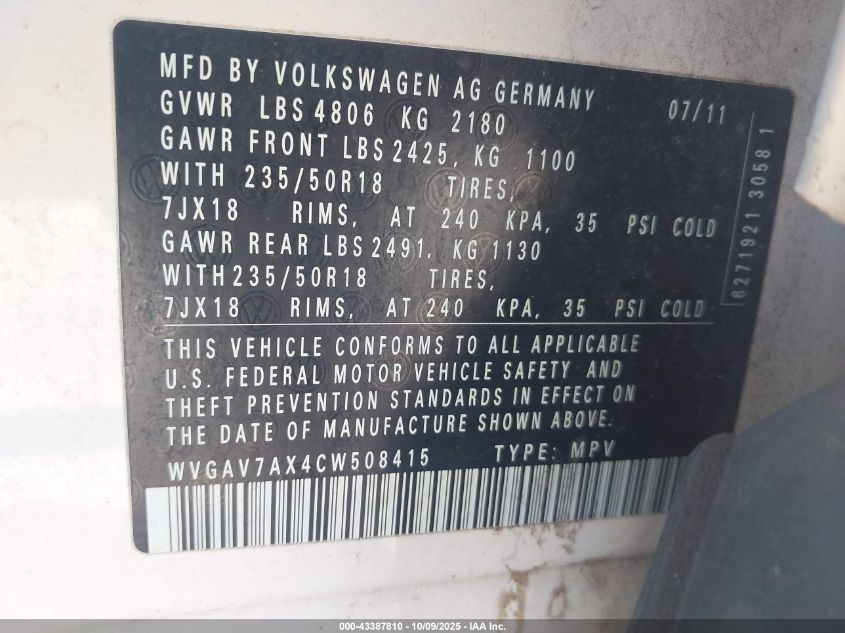 MFD BY VOLKSWAGEN AG GERMANY 07/11
GVWR LBS 4806 KG 2180
GAWR FRONT LBS 2425, KG 1100
WITH 235/50R18 TIRES,
7JX18 RIMS, AT 240 KPA, 35 PSI COLD
GAWR REAR LBS 2491, KG 1130
WITH 235/50R18 TIRES,
7JX18 RIMS, AT 240 KPA, 35 PSI COLD
THIS VEHICLE CONFORMS TO ALL APPLICABLE
U.S. FEDERAL MOTOR VEHICLE SAFETY AND
THEFT PREVENTION STANDARDS IN EFFECT ON
THE DATE OF MANUFACTURE SHOWN ABOVE.
WVGAV7AX4CW508415 TYPE: MPV
6271921 3058 1
000-43387810 - 10/09/2025 - IAA Inc.